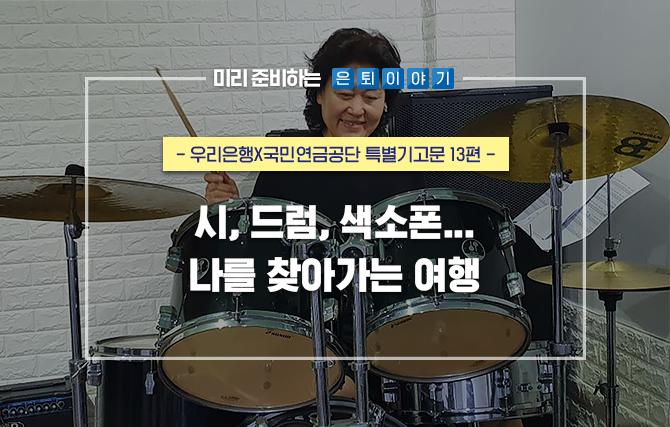 미리 준비하는 은퇴이야기
- 우리은행X국민연금공단 특별기고문 13편 -
시, 드럼, 색소폰...
나를 찾아가는 여행